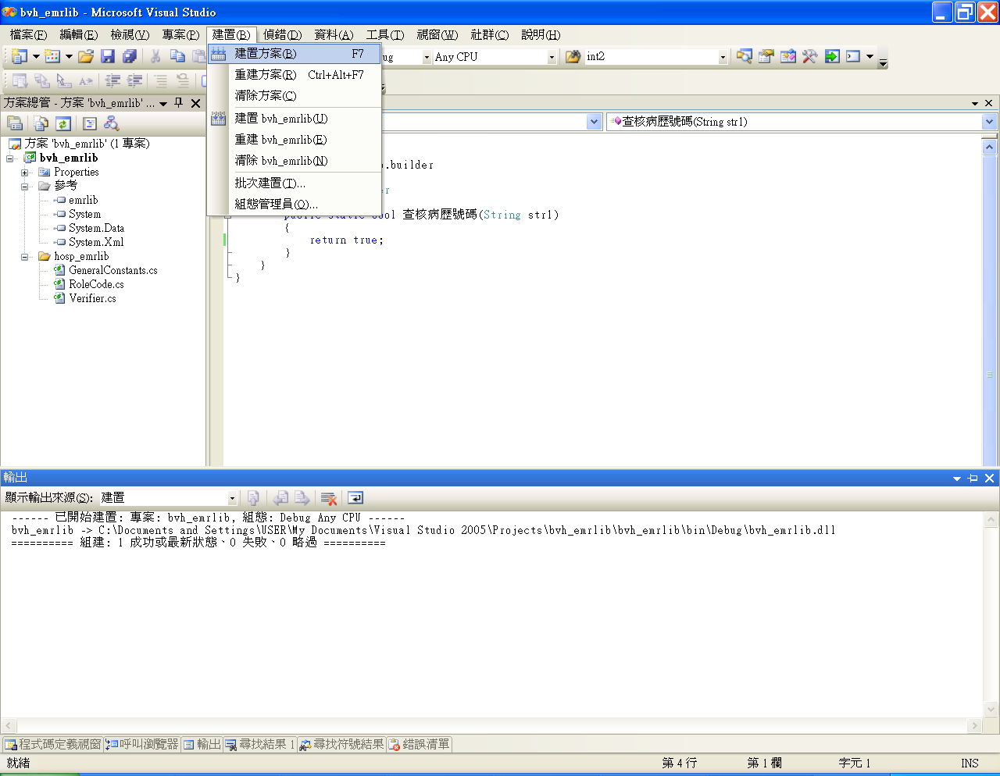 bvh_emrlib - Microsoft Visual Studio
檔案(F) 編輯(E) 檢視(V) 專案(P) 建置(B) 偵錯(D) 資料(A) 工具(T) 視窗(W) 社群(C) 說明(H)
Any CPU int2
建置方案(B) F7
重建方案(R) Ctrl+Alt+F7
清除方案(C)
建置 bvh_emrlib(U)
重建 bvh_emrlib(E)
清除 bvh_emrlib(N)
批次建置(T)...
組態管理員(O)...
方案總管 - 方案 'bvh_emrlib' ...
方案 'bvh_emrlib' (1 專案)
bvh_emrlib
Properties
參考
emrlib
System
System.Data
System.Xml
hosp_emrlib
GeneralConstants.cs
RoleCode.cs
Verifier.cs
查核病歷號碼(String str1)
.builder
public static bool 查核病歷號碼(String str1)
{
return true;
}
}
}
輸出
顯示輸出來源(S): 建置
------ 已開始建置: 專案: bvh_emrlib, 組態: Debug Any CPU ------
bvh_emrlib -> C:\Documents and Settings\USER\My Documents\Visual Studio 2005\Projects\bvh_emrlib\bvh_emrlib\bin\Debug\bvh_emrlib.dll
========== 組建: 1 成功或最新狀態、0 失敗、0 略過 ==========
程式碼定義視窗 呼叫瀏覽器 輸出 尋找結果 1 尋找符號結果 錯誤清單
就緒 第 4 行 第 1 欄 字元 1 INS